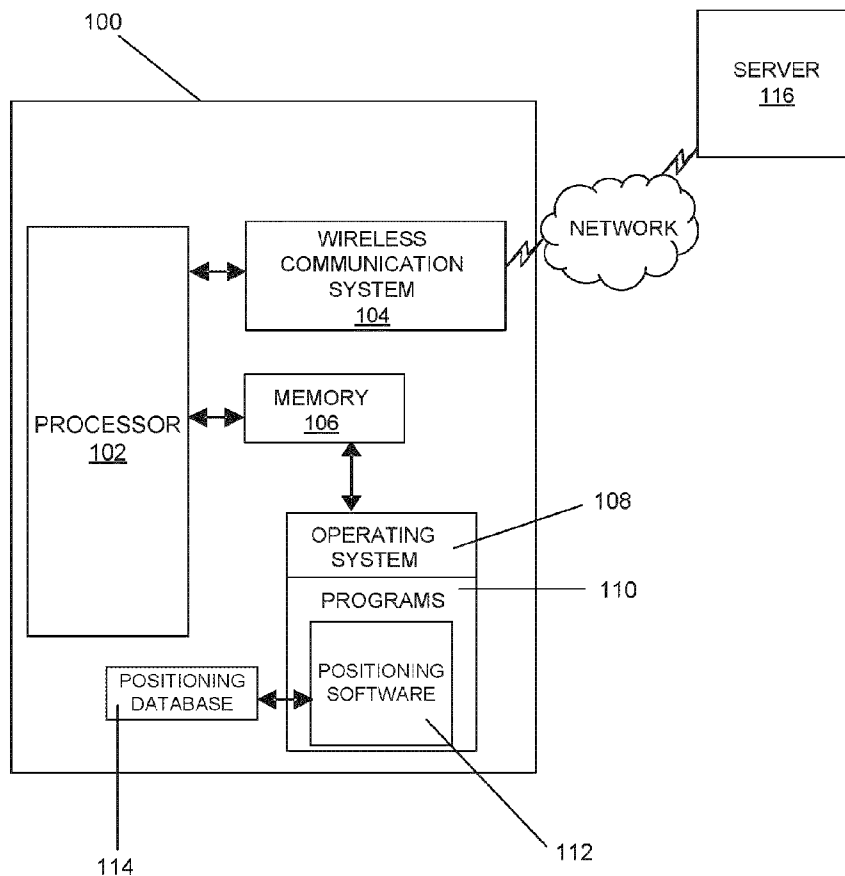 100
SERVER
116
NETWORK
WIRELESS
COMMUNICATION
SYSTEM
104
MEMORY
106
PROCESSOR
102
108
OPERATING
SYSTEM
110
PROGRAMS
POSITIONING
SOFTWARE
POSITIONING
DATABASE
114
112